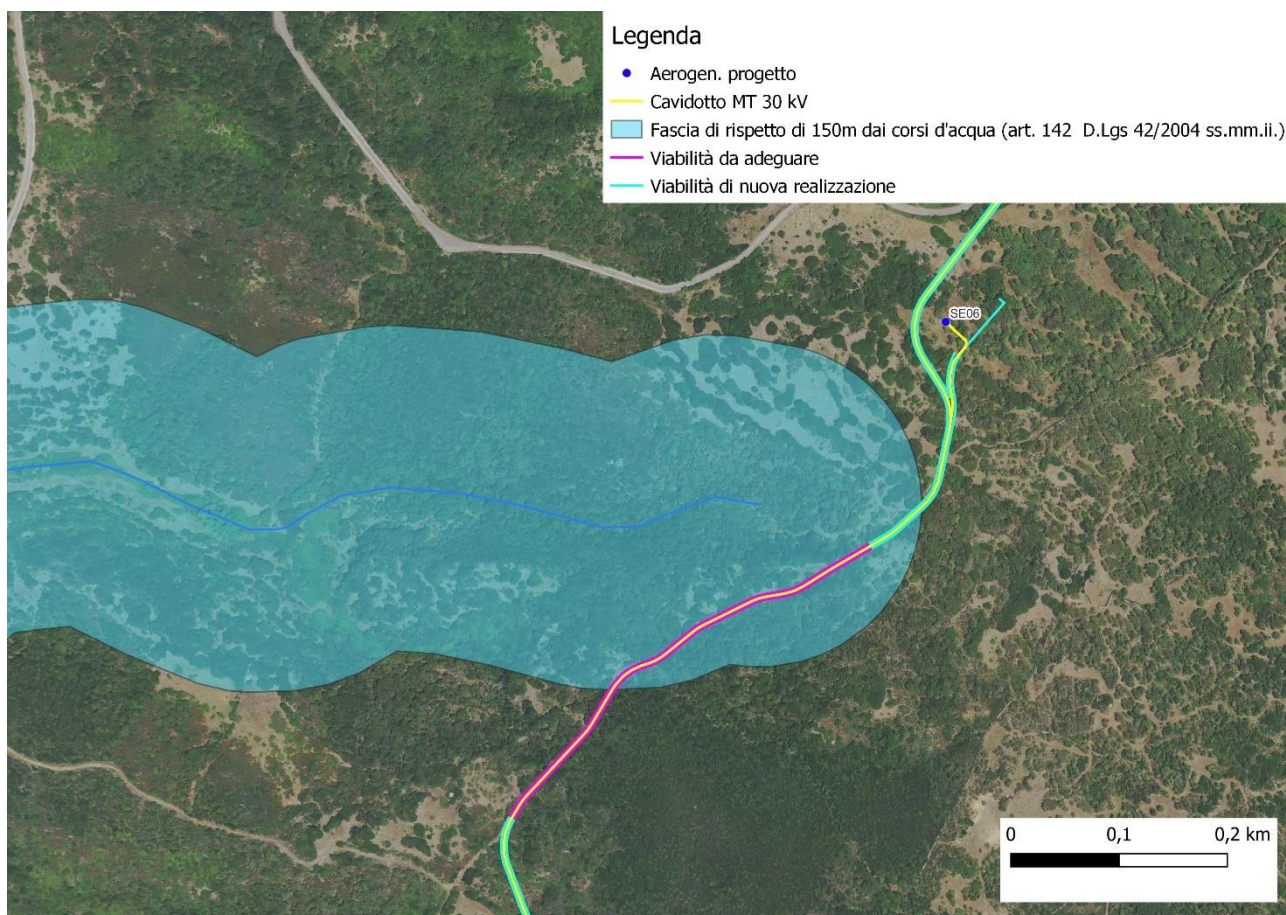 Legenda
Aerogen. progetto
Cavidotto MT 30 kV
Fascia di rispetto di 150m dai corsi d'acqua (art. 142 D.Lgs 42/2004 ss.mm.ii.)
Viabilità da adeguare
Viabilità di nuova realizzazione
SE06
0 0,1 0,2 km